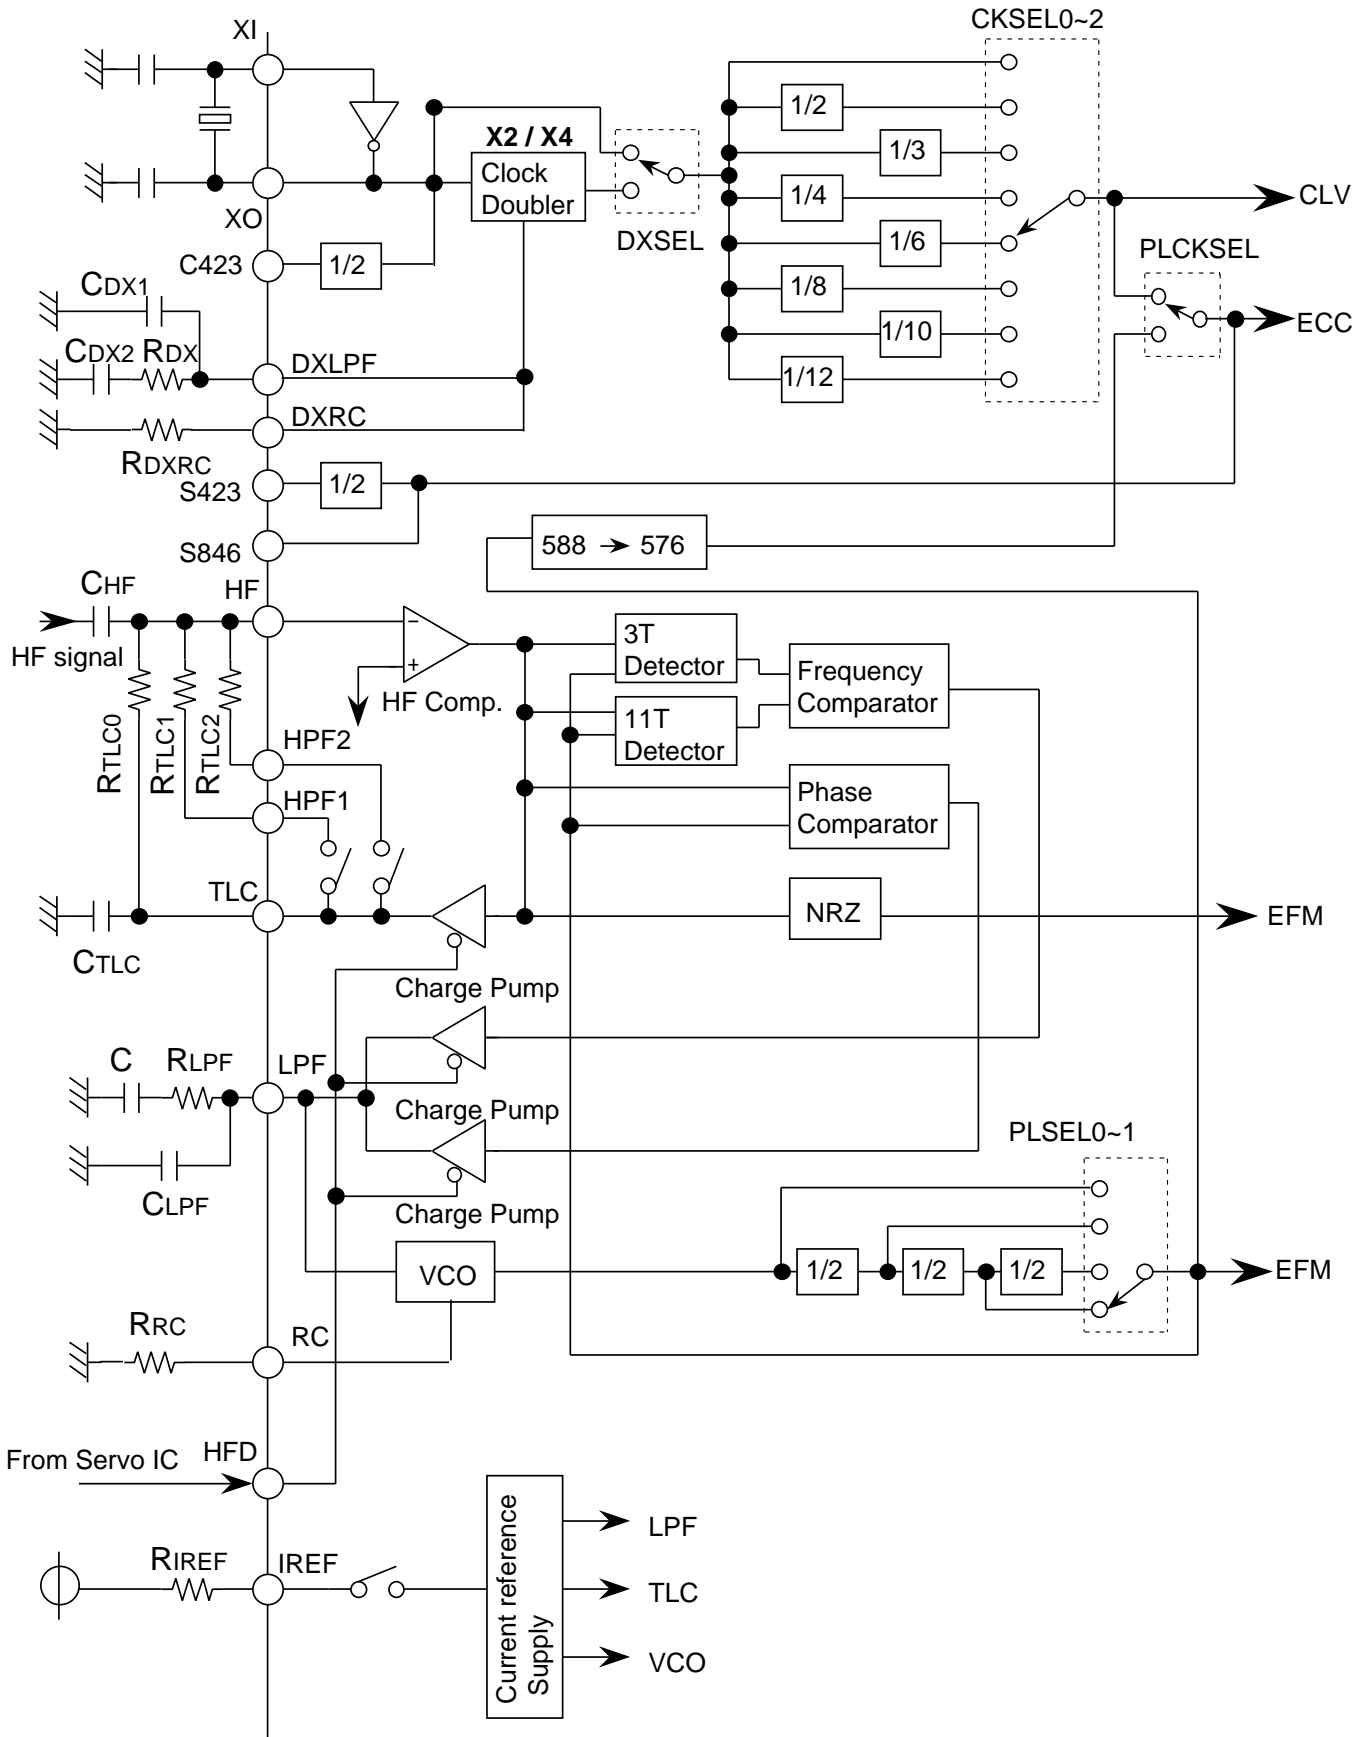 XI
CKSEL0~2
X2 / X4
1/2
Clock
Doubler
1/3
1/4
CLV
XO
DXSEL
1/6
PLCKSEL
C423
1/2
1/8
CDX1
1/10
ECC
CDX2 RDX
DXLPF
1/12
DXRC
RDXRC
S423
1/2
S846
588 → 576
CHF
HF
HF signal
−
+
HF Comp.
3T
Detector
11T
Detector
Frequency
Comparator
RTLC0
RTLC1
RTLC2
HPF2
HPF1
Phase
Comparator
TLC
NRZ
EFM
CTLC
Charge Pump
C
RLPF
LPF
Charge Pump
CLPF
Charge Pump
PLSEL0~1
VCO
1/2
1/2
1/2
EFM
RRC
RC
From Servo IC
HFD
RIREF
IREF
Current reference
Supply
LPF
TLC
VCO